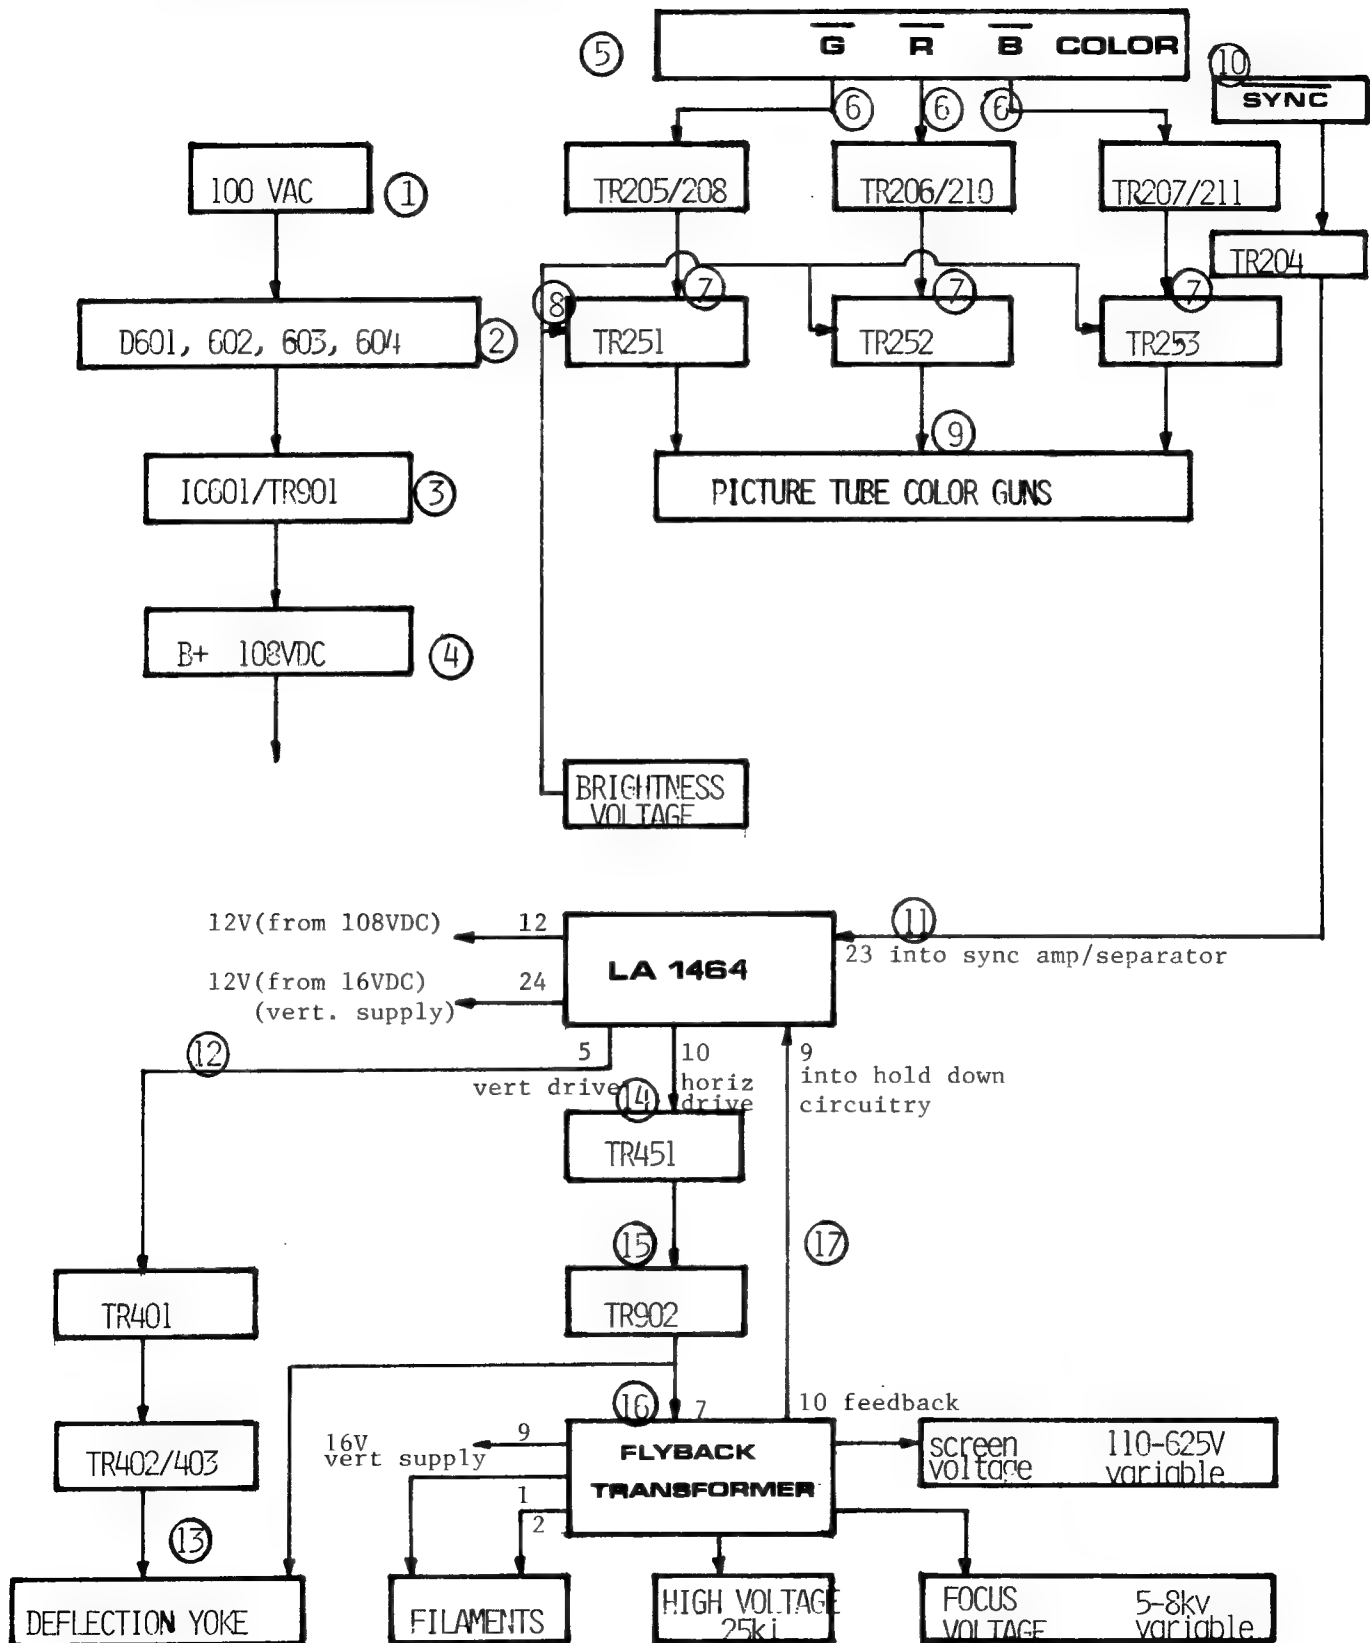 5
G R B COLOR
10
SYNC
6 6 6
100 VAC
1
TR205/208
TR206/210
TR207/211
TR204
D601, 602, 603, 604
2
8
7
7
7
TR251
TR252
TR253
9
IC601/TR901
3
PICTURE TUBE COLOR GUNS
B+ 108VDC
4
BRIGHTNESS
VOLTAGE
12V(from 108VDC)
12
LA 1464
11
23 into sync amp/separator
12V(from 16VDC)
(vert. supply)
24
12
5
vert drive
10
horiz
drive
9
into hold down
circuitry
14
TR451
15
17
TR401
TR902
16
7
10 feedback
TR402/403
16V
vert supply
9
FLYBACK
TRANSFORMER
screen 110-625V
voltage variable
1
2
13
DEFLECTION YOKE
FILAMENTS
HIGH VOLTAGE
FOCUS 5-8kv
VOLTAGE variable